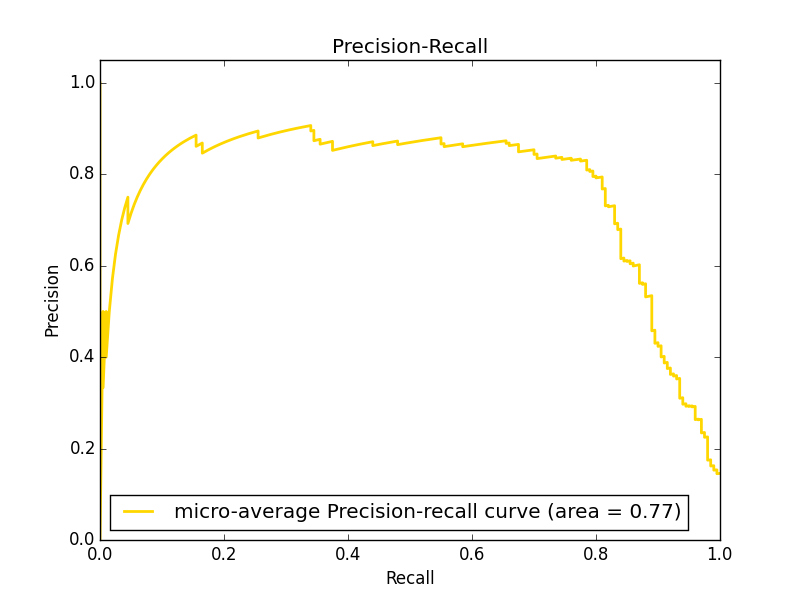 Precision-Recall
1.0
0.8
0.6
0.4
0.2
0.0
Precision
micro-average Precision-recall curve (area = 0.77)
0.0 0.2 0.4 0.6 0.8 1.0
Recall